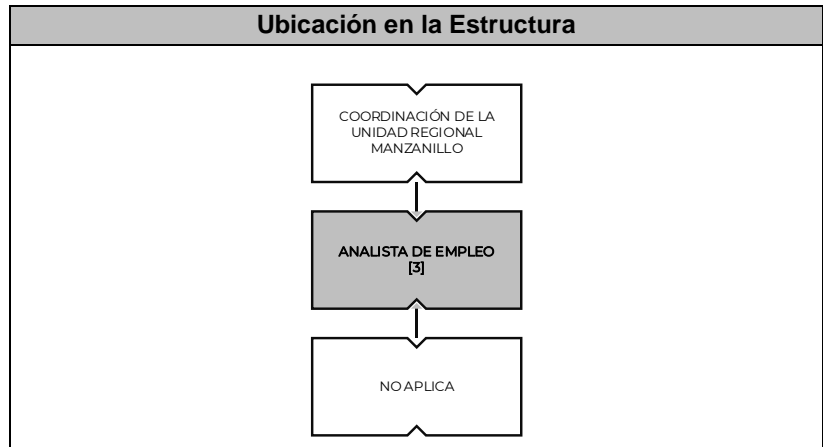 Ubicación en la Estructura
COORDINACIÓN DE LA
UNIDAD REGIONAL
MANZANILLO
ANALISTA DE EMPLEO
[3]
NO APLICA